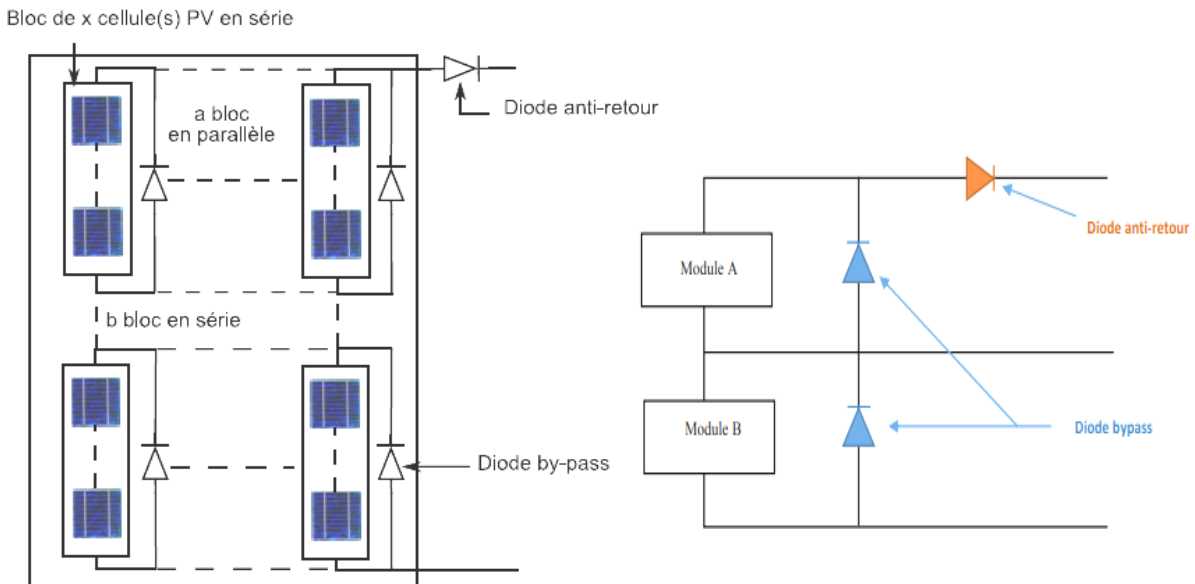 Bloc de x cellule(s) PV en série
Diode anti-retour
a bloc
en parallèle
b bloc en série
Diode by-pass
Diode anti-retour
Module A
Module B
Diode bypass